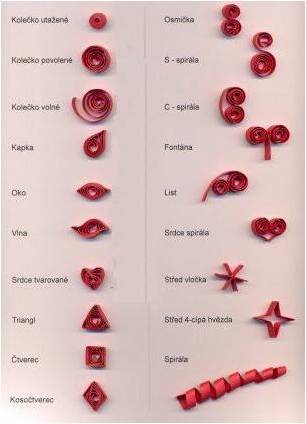 Kolečko utažené
Kolečko povolené
Kolečko volné
Kapka
Oko
Vlna
Srdce tvarované
Triangl
Čtverec
Kosočtverec
Osmička
S - spirála
C - spirála
Fontána
List
Srdce spirála
Střed vločka
Střed 4-cípá hvězda
Spirála